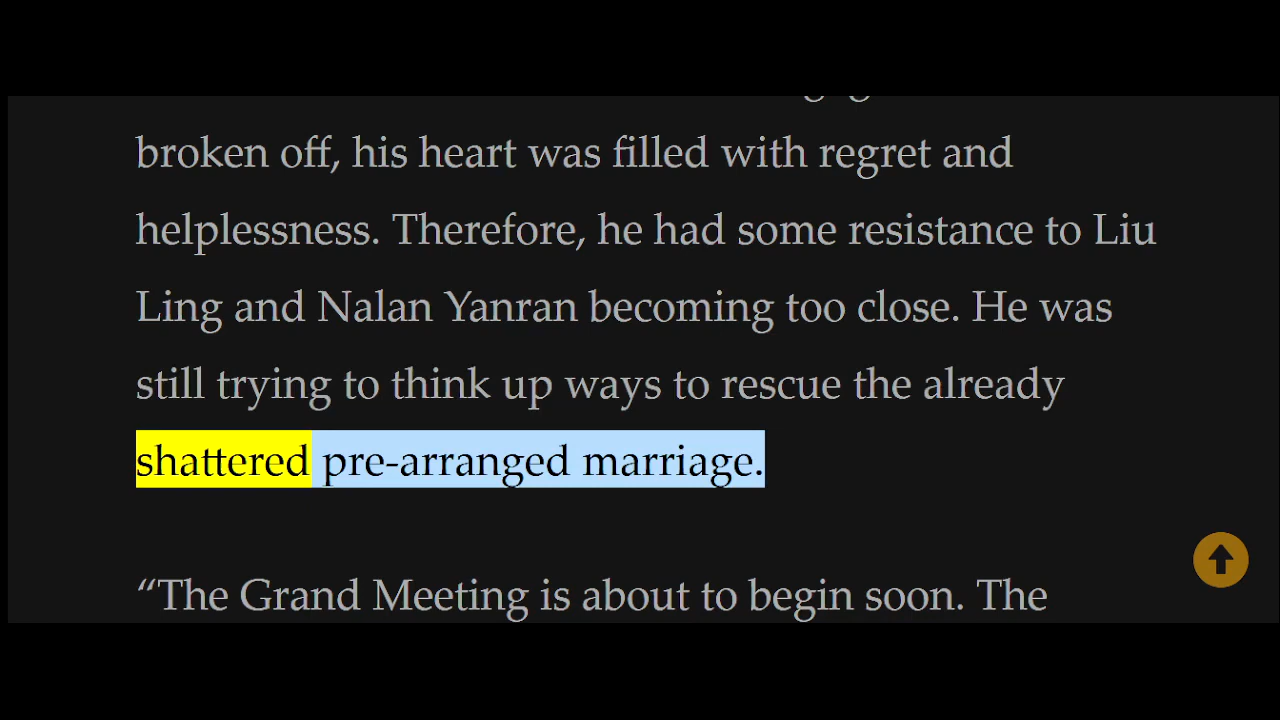 broken off, his heart was filled with regret and
helplessness. Therefore, he had some resistance to Liu
Ling and Nalan Yanran becoming too close. He was
still trying to think up ways to rescue the already
shattered pre-arranged marriage.
“The Grand Meeting is about to begin soon. The